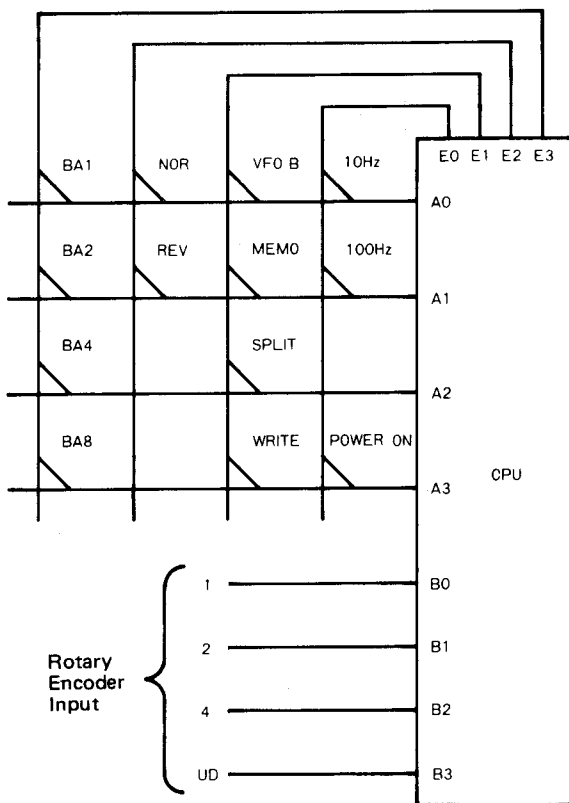 E0 E1 E2 E3
BA1 NOR VFO B 10Hz
A0
BA2 REV MEMO 100Hz
A1
BA4 SPLIT
A2
BA8 WRITE POWER ON
A3
CPU
1 B0
2 B1
Rotary
Encoder
Input
4 B2
UD B3